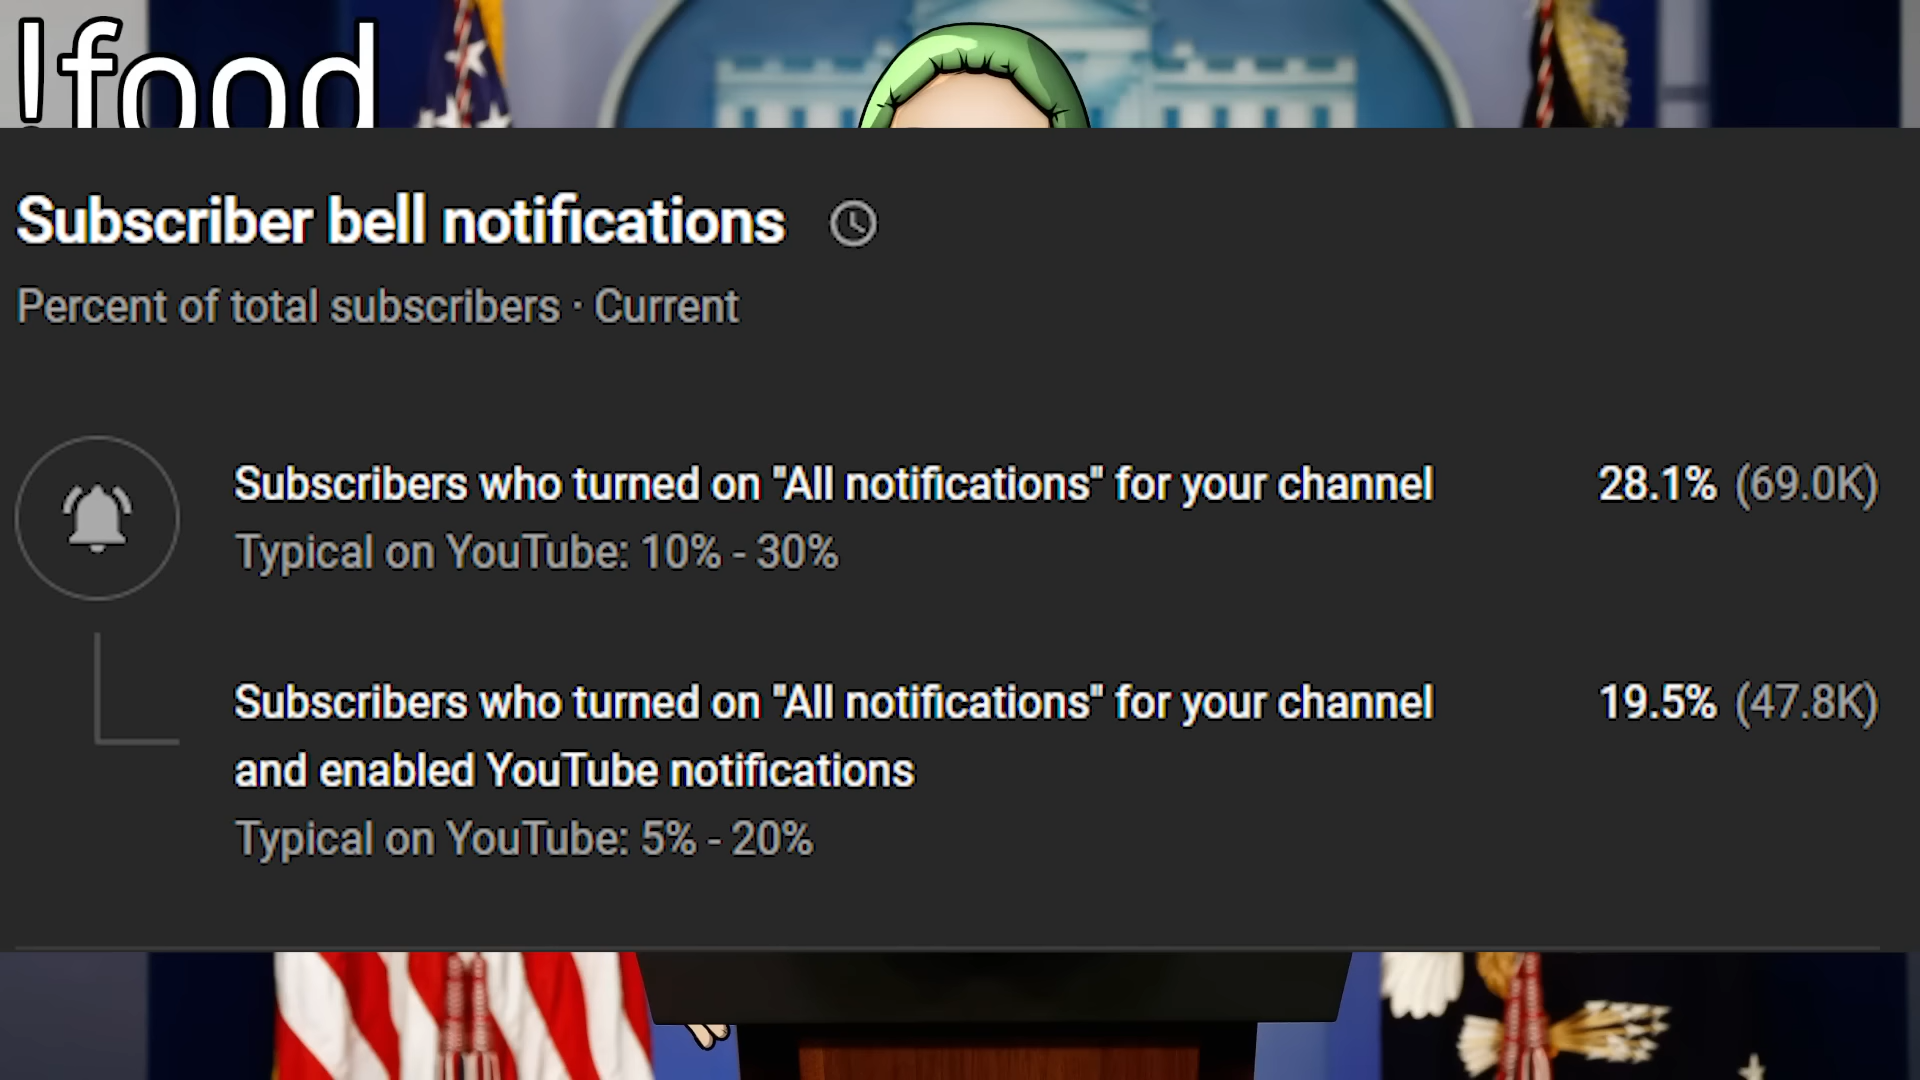 !food
Subscriber bell notifications
Percent of total subscribers · Current
Subscribers who turned on "All notifications" for your channel 28.1% (69.0K)
Typical on YouTube: 10% - 30%
Subscribers who turned on "All notifications" for your channel 19.5% (47.8K)
and enabled YouTube notifications
Typical on YouTube: 5% - 20%